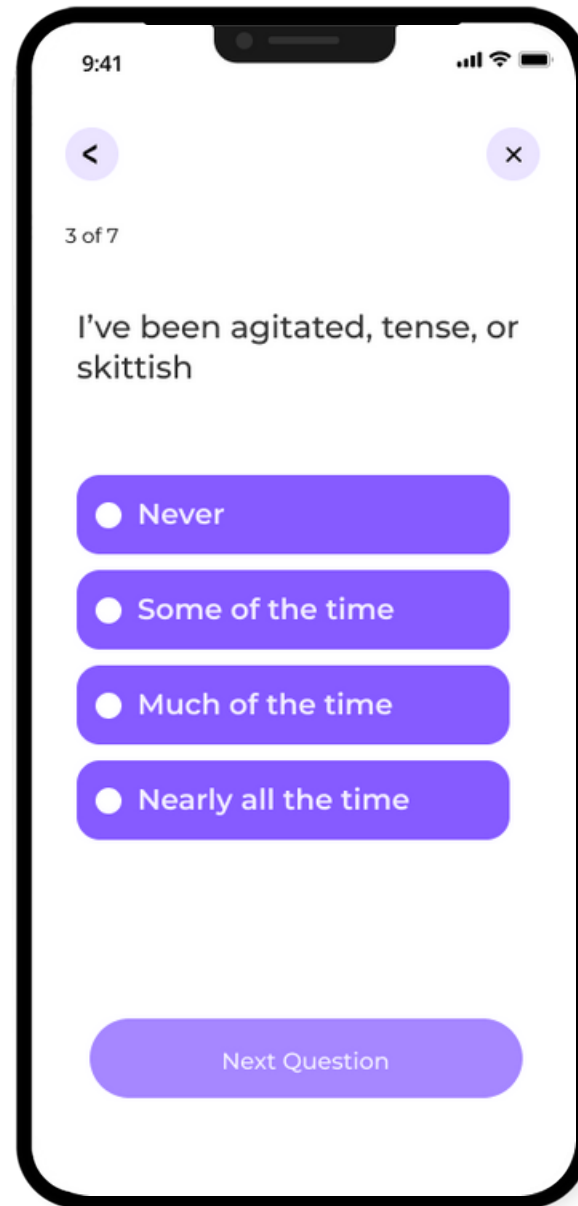 9:41
<
×
3 of 7
I’ve been agitated, tense, or
skittish
Never
Some of the time
Much of the time
Nearly all the time
Next Question